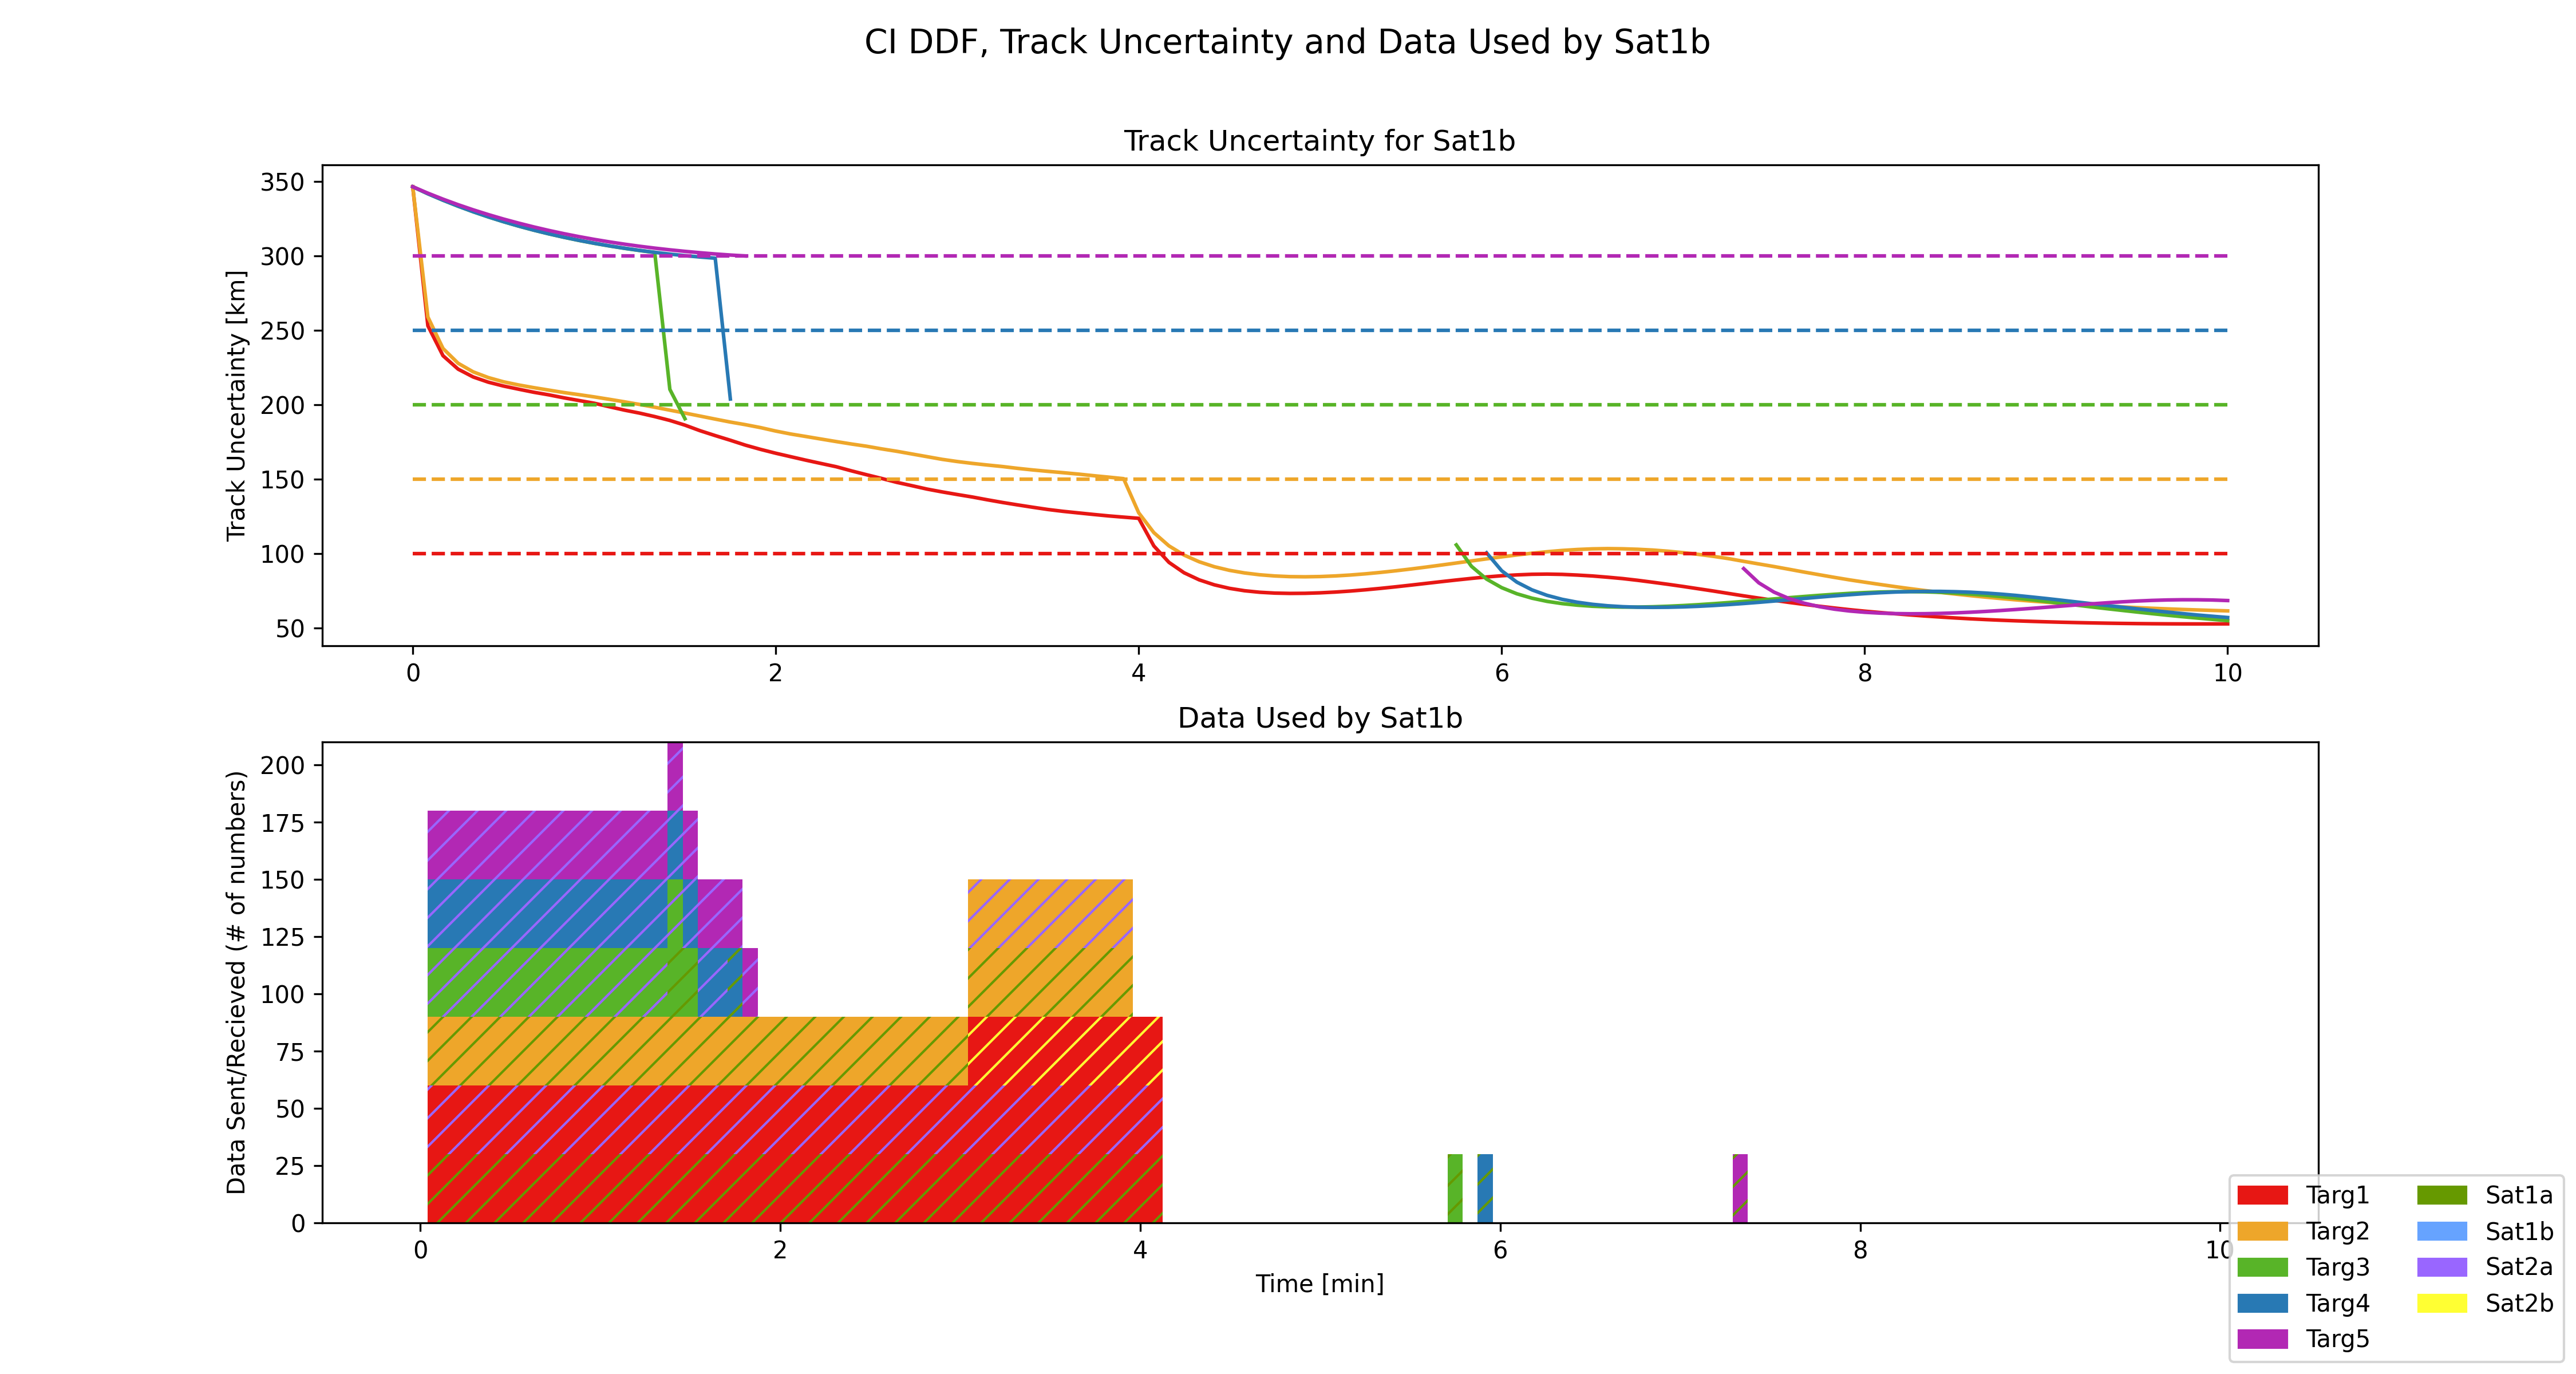 CI DDF, Track Uncertainty and Data Used by Sat1b
Track Uncertainty for Sat1b
Track Uncertainty [km]
350
300
250
200
150
100
50
0 2 4 6 8 10
Data Used by Sat1b
Data Sent/Recieved (# of numbers)
200
175
150
125
100
75
50
25
0
0 2 4 6 8 10
Time [min]
Targ1 Sat1a
Targ2 Sat1b
Targ3 Sat2a
Targ4 Sat2b
Targ5